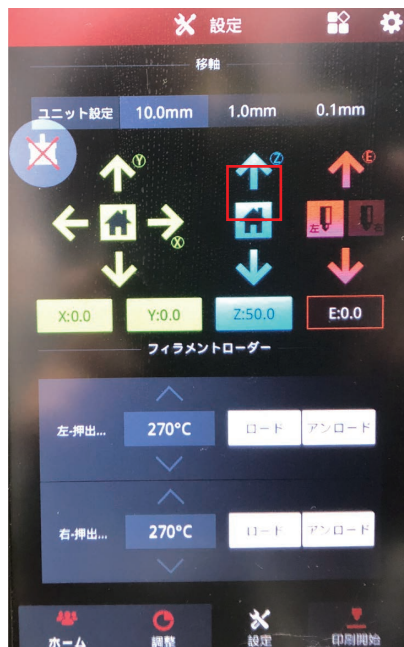 設定
移軸
ユニット設定 10.0mm 1.0mm 0.1mm
Y Z E
X
左 右
X:0.0 Y:0.0 Z:50.0 E:0.0
フィラメントローダー
左-押出... 270°C ロード アンロード
右-押出... 270°C ロード アンロード
ホーム 調整 設定 印刷開始